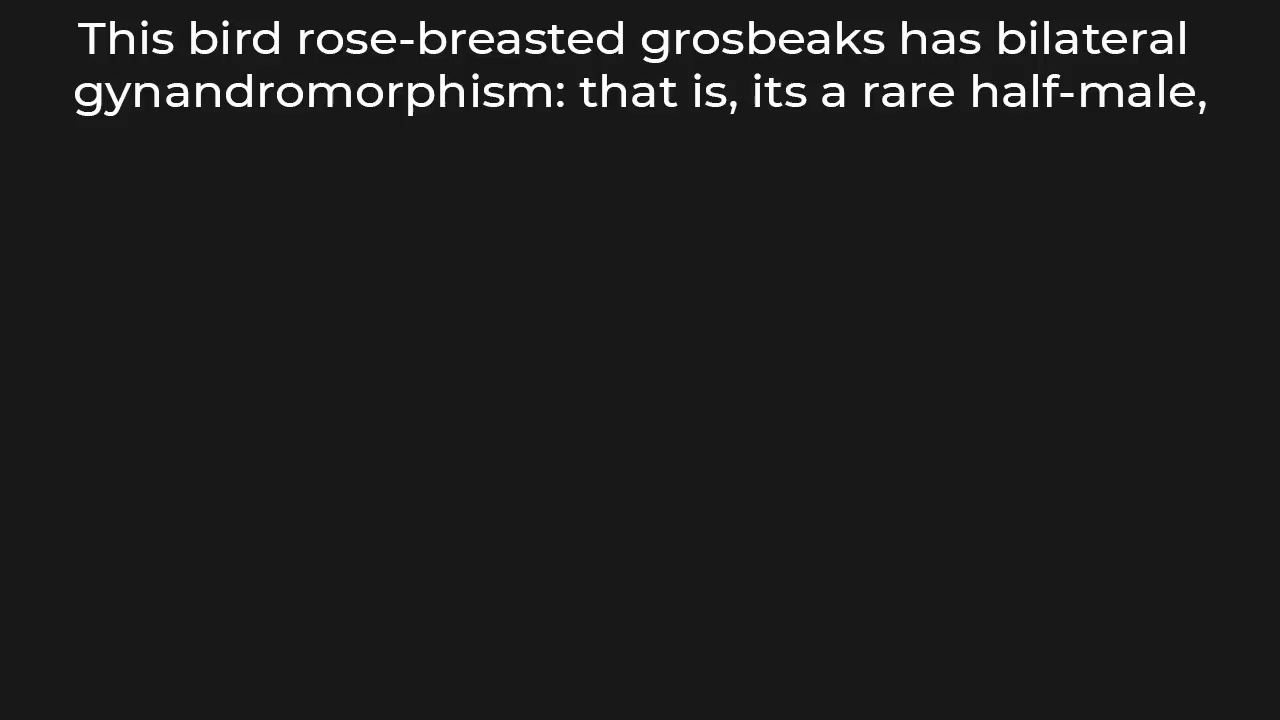 This bird rose-breasted grosbeaks has bilateral
gynandromorphism: that is, its a rare half-male,